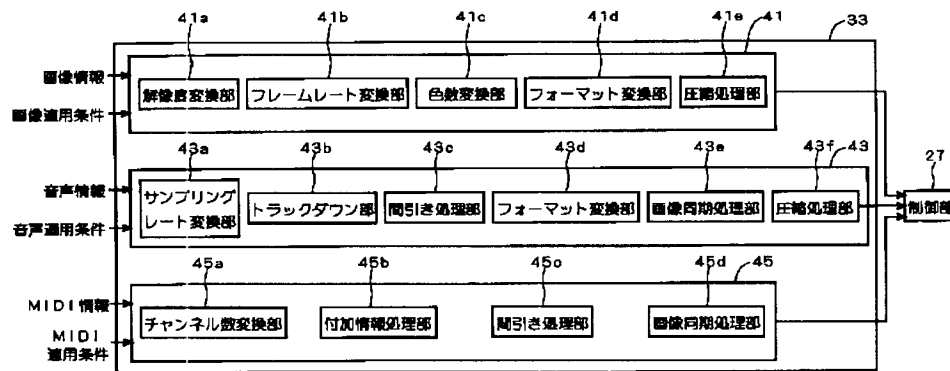 41a 41b 41c 41d 41e 41 33
画像情報
解像度変換部 フレームレート変換部 色数変換部 フォーマット変換部 圧縮処理部
画像適用条件
43a 43b 43c 43d 43e 43f 43 27
音声情報
サンプリング
レート変換部 トラックダウン部 間引き処理部 フォーマット変換部 画像同期処理部 圧縮処理部 制御部
音声適用条件
45a 45b 45c 45d 45
MIDI情報
チャンネル数変換部 付加情報処理部 間引き処理部 画像同期処理部
MIDI
適用条件